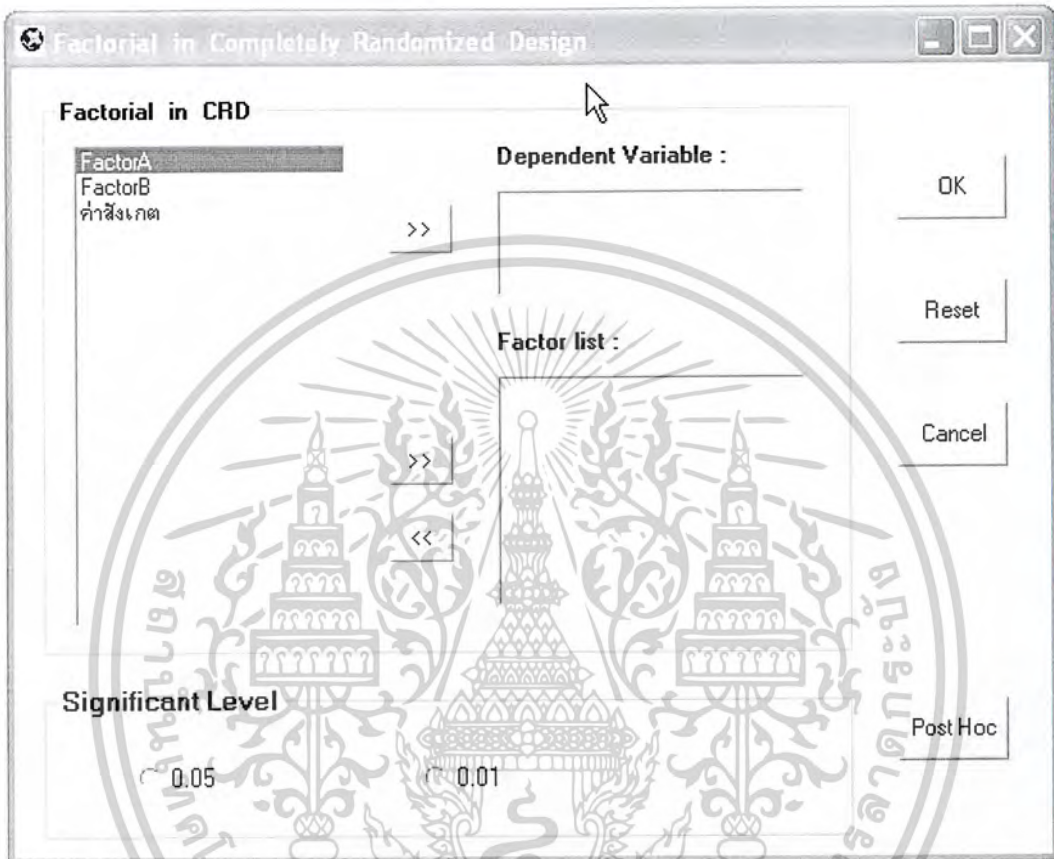 Factorial in Completely Randomized Design
Factorial in CRD
FactorA
FactorB
ค่าสังเกต
>>
Dependent Variable :
OK
Reset
Factor list :
Cancel
>>
<<
Significant Level
0.05
0.01
Post Hoc